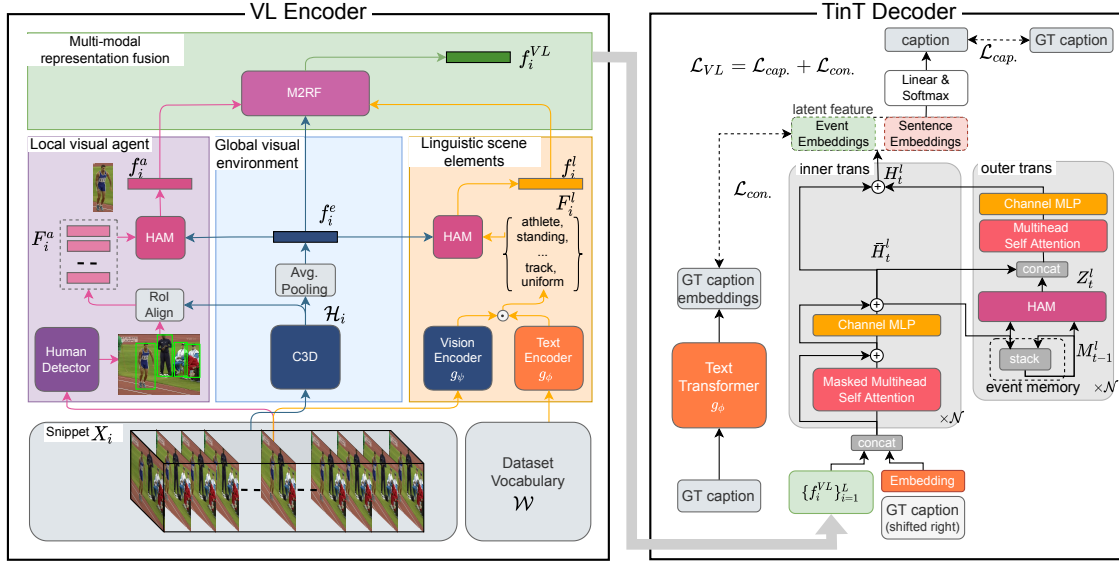 VL Encoder
Multi-modal
representation fusion
f_i^{VL}
M2RF
Local visual agent
f_i^a
HAM
F_i^a
RoI
Align
Human
Detector
Global visual
environment
f_i^e
Avg.
Pooling
\mathcal{H}_i
C3D
Linguistic scene
elements
f_i^l
F_i^l
HAM
athlete,
standing,
...
track,
uniform
Vision
Encoder
g_ψ
Text
Encoder
g_ϕ
Snippet X_i
Dataset
Vocabulary
\mathcal{W}
TinT Decoder
caption
GT caption
\mathcal{L}_{cap.}
\mathcal{L}_{VL} = \mathcal{L}_{cap.} + \mathcal{L}_{con.}
Linear &
Softmax
latent feature
Event
Embeddings
Sentence
Embeddings
\mathcal{L}_{con.}
inner trans
H_t^l
outer trans
Channel MLP
Multihead
Self Attention
\bar{H}_t^l
concat
Z_t^l
HAM
stack
M_{t-1}^l
event memory
×\mathcal{N}
GT caption
embeddings
Text
Transformer
g_ϕ
GT caption
Channel MLP
Masked Multihead
Self Attention
×\mathcal{N}
concat
{f_i^{VL}}_{i=1}^L
Embedding
GT caption
(shifted right)